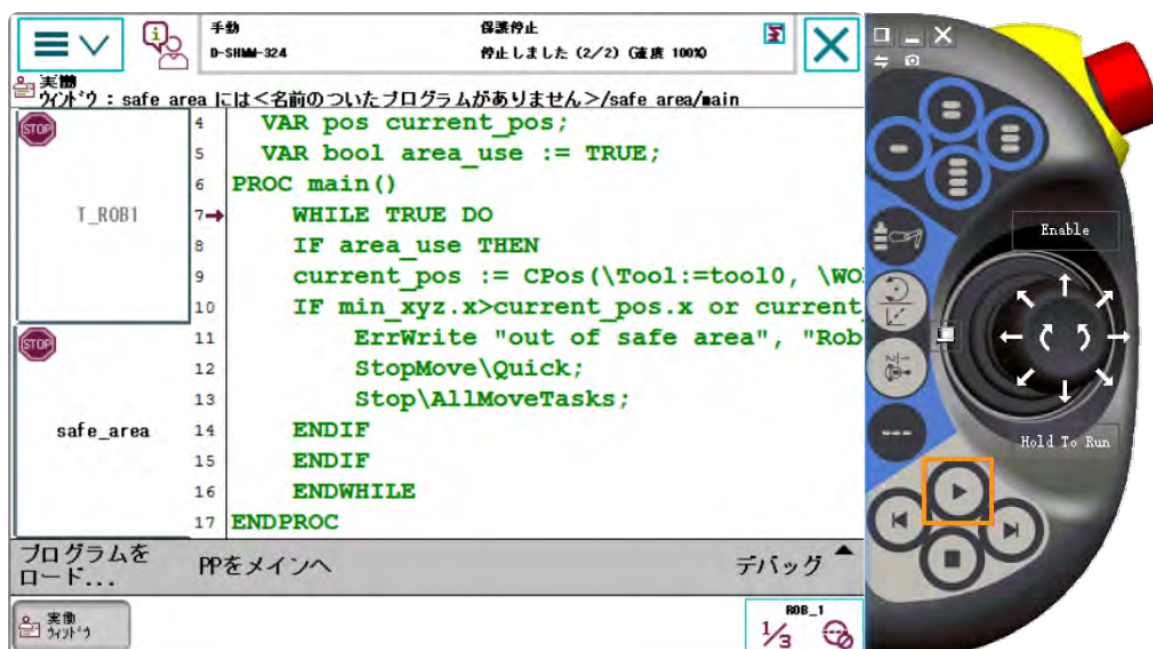 手動
保護停止
D-SHMM-324
停止しました (2/2) (速度 100%)
実働
ウィンドウ : safe area には<名前のついたプログラムがありません>/safe area/main
STOP
T_ROB1
STOP
safe_area
4 VAR pos current_pos;
5 VAR bool area_use := TRUE;
6 PROC main()
7 WHILE TRUE DO
8 IF area_use THEN
9 current_pos := CPos(\Tool:=tool0, \WO
10 IF min_xyz.x>current_pos.x or current
11 ErrWrite "out of safe area", "Rob
12 StopMove\Quick;
13 Stop\AllMoveTasks;
14 ENDIF
15 ENDIF
16 ENDWHILE
17 ENDPROC
プログラムを
ロード...
PPをメインへ
デバッグ
実働
ウィンドウ
ROB_1
1/3
Enable
Hold To Run